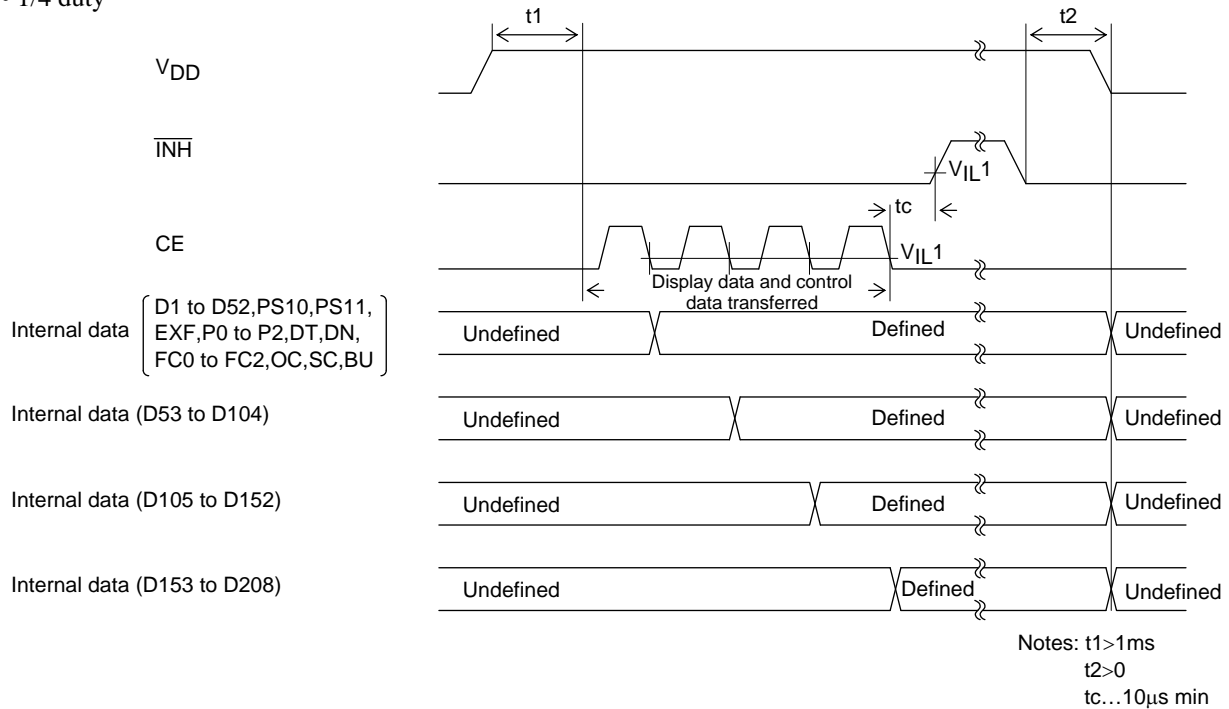 • 1/4 duty
t1
t2
VDD
INH
VIL1
tc
CE
VIL1
Display data and control
data transferred
Internal data
D1 to D52,PS10,PS11,
EXF,P0 to P2,DT,DN,
FC0 to FC2,OC,SC,BU
Undefined
Defined
Undefined
Internal data (D53 to D104)
Undefined
Defined
Undefined
Internal data (D105 to D152)
Undefined
Defined
Undefined
Internal data (D153 to D208)
Undefined
Defined
Undefined
Notes: t1>1ms
t2>0
tc…10μs min